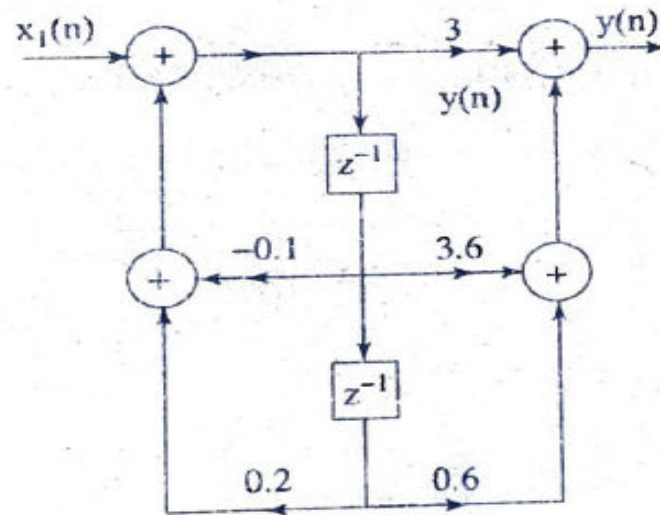 x₁(n)
+
3
+
y(n)
y(n)
z⁻¹
+
−0.1
3.6
+
z⁻¹
0.2
0.6